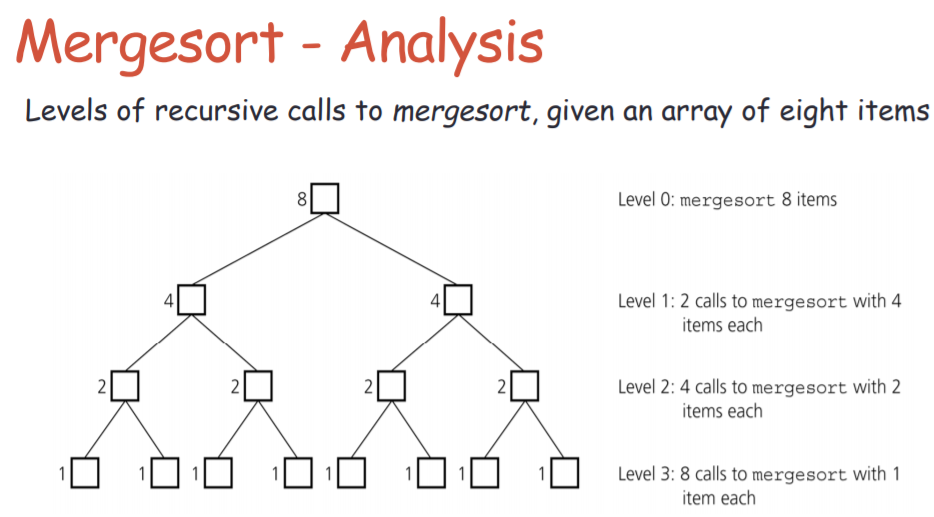 Mergesort - Analysis
Levels of recursive calls to mergesort, given an array of eight items
8
Level 0: mergesort 8 items
4 4
Level 1: 2 calls to mergesort with 4
items each
2 2 2 2
Level 2: 4 calls to mergesort with 2
items each
1 1 1 1 1 1 1 1
Level 3: 8 calls to mergesort with 1
item each